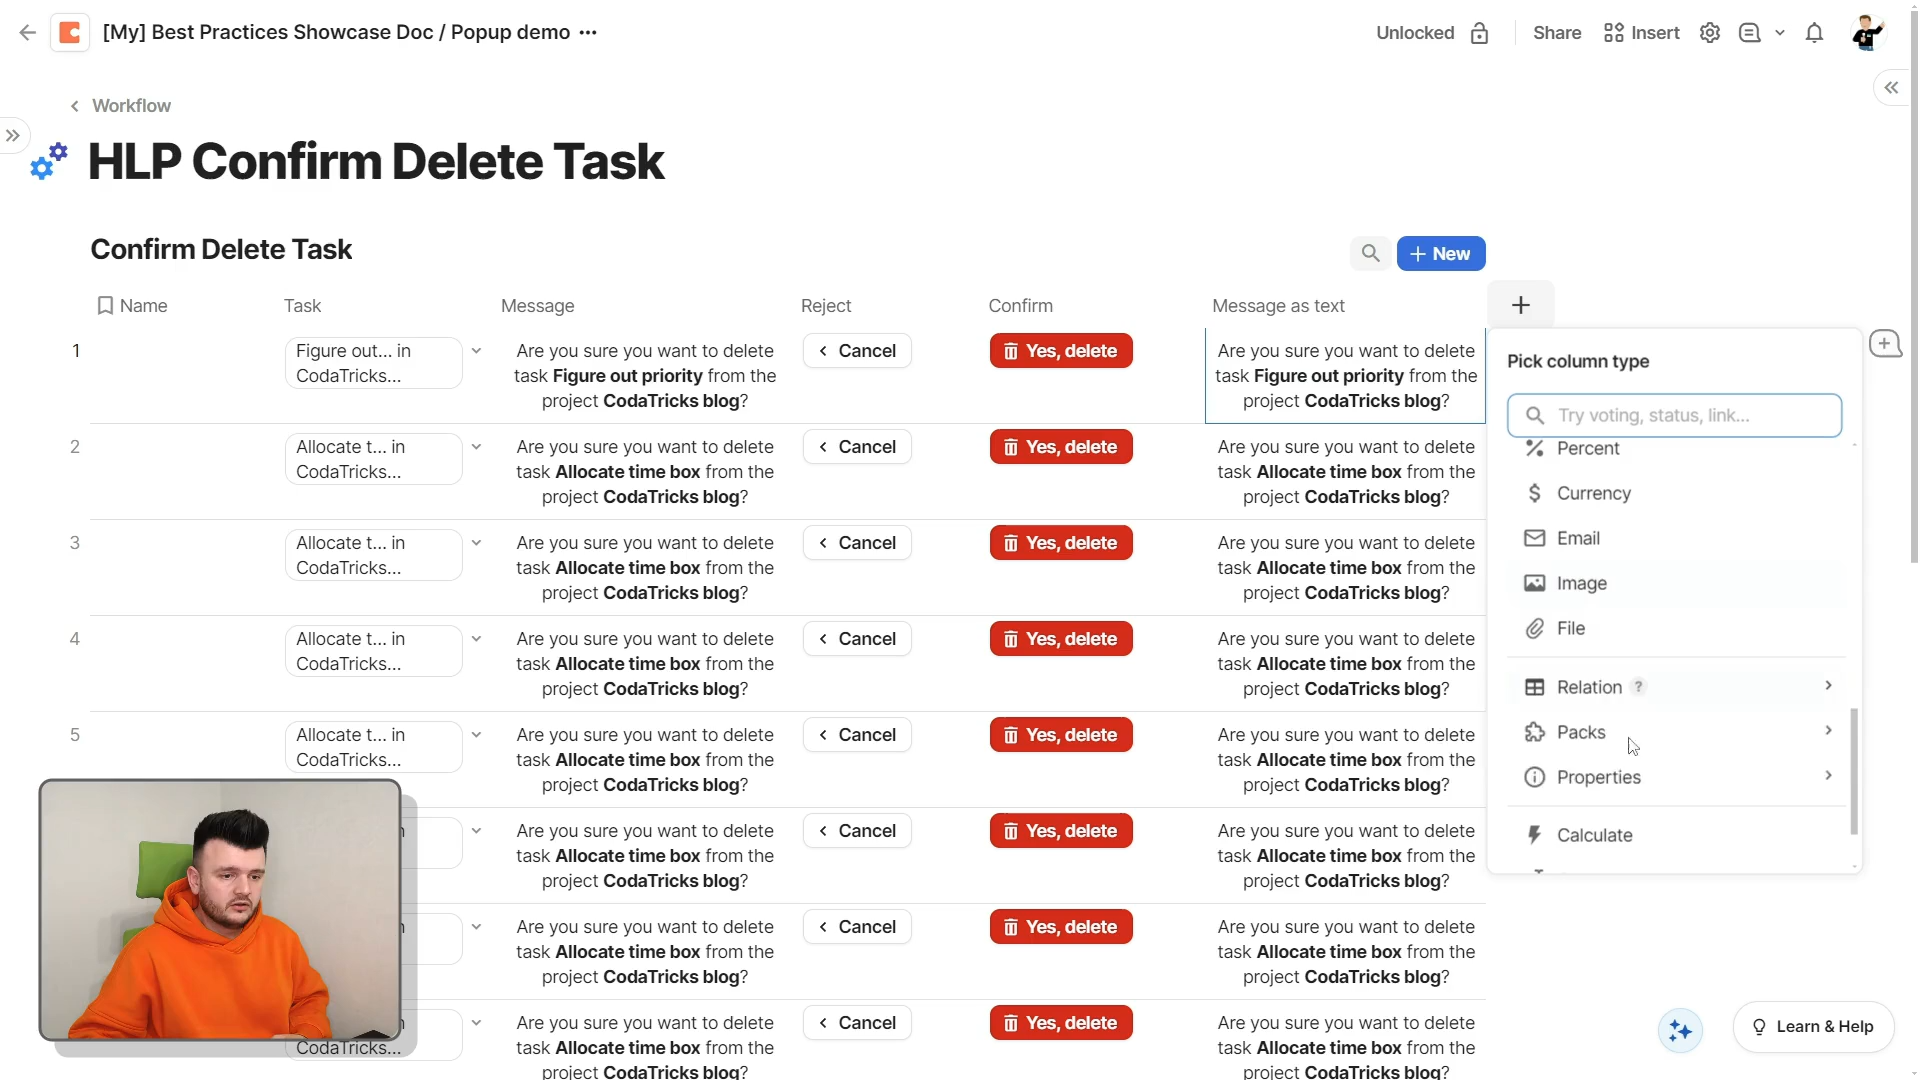 [My] Best Practices Showcase Doc / Popup demo •••
Unlocked
Share
Insert
Workflow
HLP Confirm Delete Task
Confirm Delete Task
+ New
Name
Task
Message
Reject
Confirm
Message as text
1
Figure out... in
CodaTricks...
Are you sure you want to delete
task Figure out priority from the
project CodaTricks blog?
Cancel
Yes, delete
Are you sure you want to delete
task Figure out priority from the
project CodaTricks blog?
2
Allocate t... in
CodaTricks...
Are you sure you want to delete
task Allocate time box from the
project CodaTricks blog?
Cancel
Yes, delete
Are you sure you want to delete
task Allocate time box from the
project CodaTricks blog?
3
Allocate t... in
CodaTricks...
Are you sure you want to delete
task Allocate time box from the
project CodaTricks blog?
Cancel
Yes, delete
Are you sure you want to delete
task Allocate time box from the
project CodaTricks blog?
4
Allocate t... in
CodaTricks...
Are you sure you want to delete
task Allocate time box from the
project CodaTricks blog?
Cancel
Yes, delete
Are you sure you want to delete
task Allocate time box from the
project CodaTricks blog?
5
Allocate t... in
CodaTricks...
Are you sure you want to delete
task Allocate time box from the
project CodaTricks blog?
Cancel
Yes, delete
Are you sure you want to delete
task Allocate time box from the
project CodaTricks blog?
Are you sure you want to delete
task Allocate time box from the
project CodaTricks blog?
Cancel
Yes, delete
Are you sure you want to delete
task Allocate time box from the
project CodaTricks blog?
Are you sure you want to delete
task Allocate time box from the
project CodaTricks blog?
Cancel
Yes, delete
Are you sure you want to delete
task Allocate time box from the
project CodaTricks blog?
CodaTricks...
Are you sure you want to delete
task Allocate time box from the
project CodaTricks blog?
Cancel
Yes, delete
Are you sure you want to delete
task Allocate time box from the
project CodaTricks blog?
Pick column type
Try voting, status, link...
Percent
Currency
Email
Image
File
Relation ?
Packs
Properties
Calculate
Learn & Help